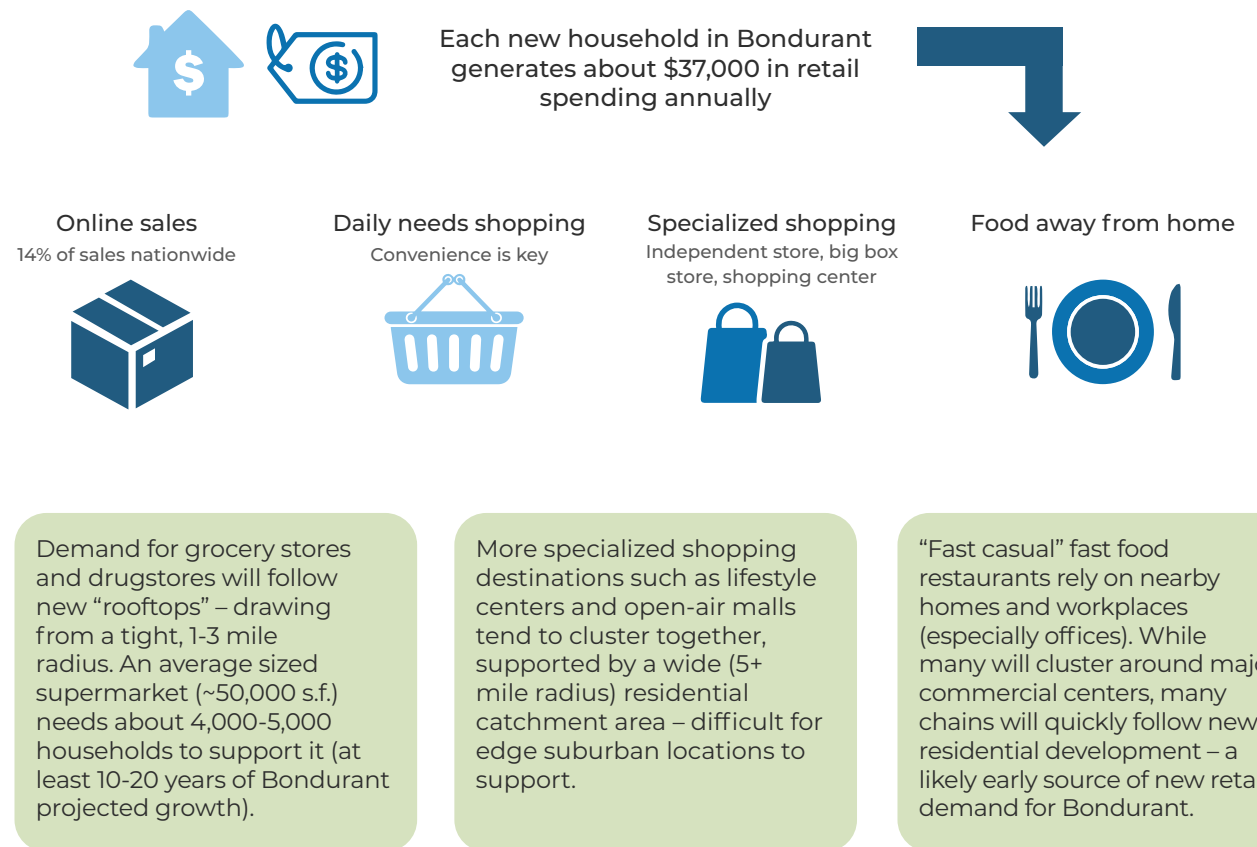 Each new household in Bondurant
generates about $37,000 in retail
spending annually
Online sales
14% of sales nationwide
Daily needs shopping
Convenience is key
Specialized shopping
Independent store, big box
store, shopping center
Food away from home
Demand for grocery stores
and drugstores will follow
new “rooftops” – drawing
from a tight, 1-3 mile
radius. An average sized
supermarket (~50,000 s.f.)
needs about 4,000-5,000
households to support it (at
least 10-20 years of Bondurant
projected growth).
More specialized shopping
destinations such as lifestyle
centers and open-air malls
tend to cluster together,
supported by a wide (5+
mile radius) residential
catchment area – difficult for
edge suburban locations to
support.
“Fast casual” fast food
restaurants rely on nearby
homes and workplaces
(especially offices). While
many will cluster around
commercial centers, many
chains will quickly follow new
residential development – a
likely early source of new
demand for Bondurant.